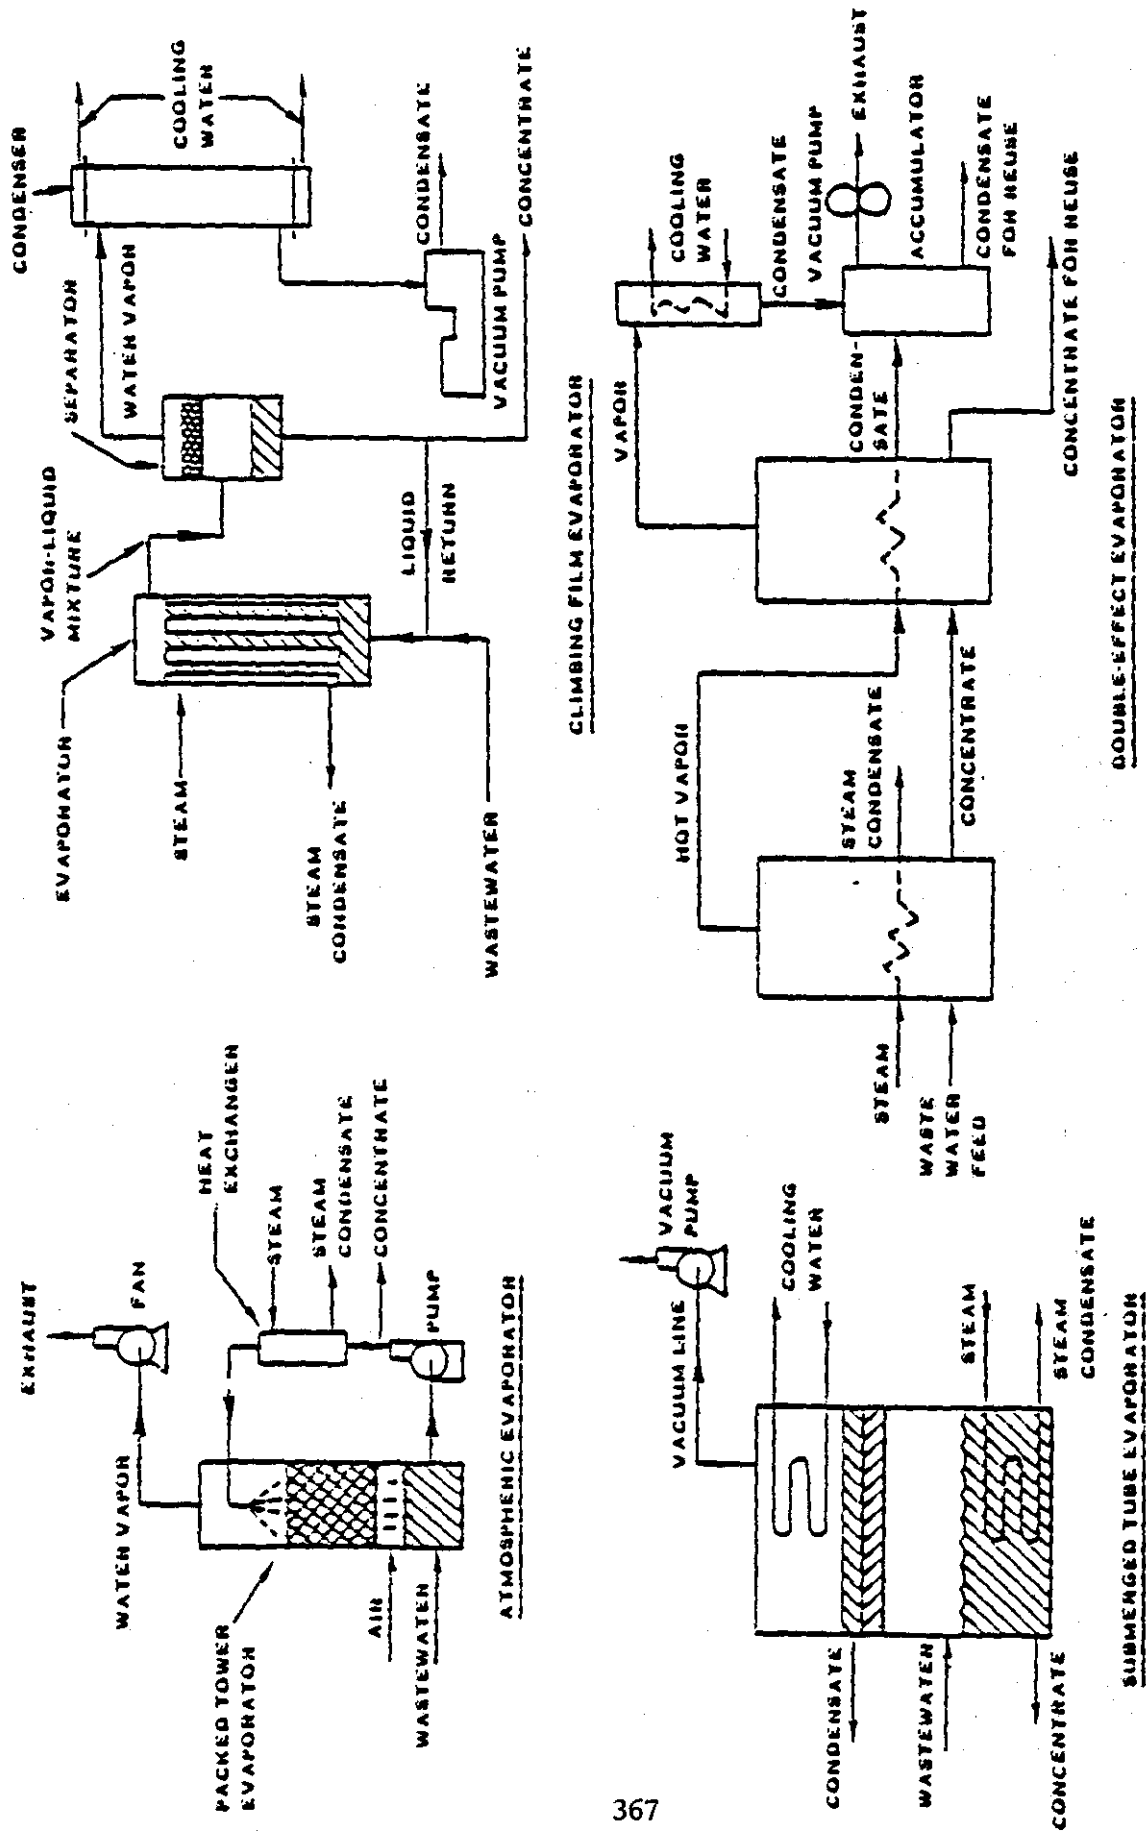 EXHAUST
FAN
WATER VAPOR
HEAT
EXCHANGER
STEAM
STEAM
CONDENSATE
CONCENTRATE
PUMP
PACKED TOWER
EVAPORATOR
AIR
WASTEWATER
ATMOSPHERIC EVAPORATOR
CONDENSER
COOLING
WATER
SEPARATOR
WATER VAPOR
VAPOR-LIQUID
MIXTURE
EVAPORATOR
STEAM
STEAM
CONDENSATE
WASTEWATER
LIQUID
RETURN
CONDENSATE
VACUUM PUMP
CONCENTRATE
CLIMBING FILM EVAPORATOR
VACUUM
PUMP
VACUUM LINE
COOLING
WATER
STEAM
STEAM
CONDENSATE
CONDENSATE
WASTEWATER
CONCENTRATE
SUBMERGED TUBE EVAPORATOR
HOT VAPOR
VAPOR
COOLING
WATER
CONDENSATE
VACUUM PUMP
EXHAUST
ACCUMULATOR
CONDENSATE
FOR REUSE
CONDEN-
SATE
STEAM
CONDENSATE
STEAM
WASTE
WATER
FEED
CONCENTRATE
CONCENTRATE FOR REUSE
DOUBLE-EFFECT EVAPORATOR
367